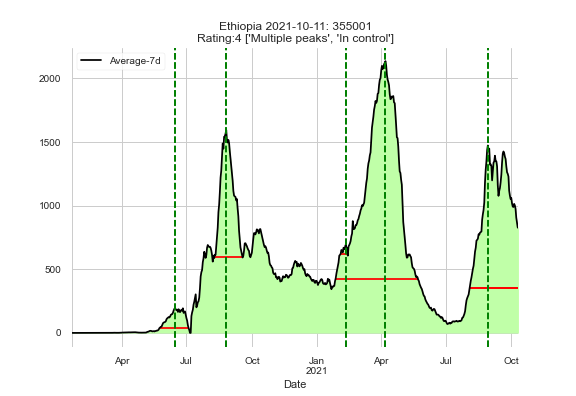 Ethiopia 2021-10-11: 355001
Rating:4 ['Multiple peaks', 'In control']
Average-7d
2000
1500
1000
500
0
Apr Jul Oct Jan Apr Jul Oct
2021
Date